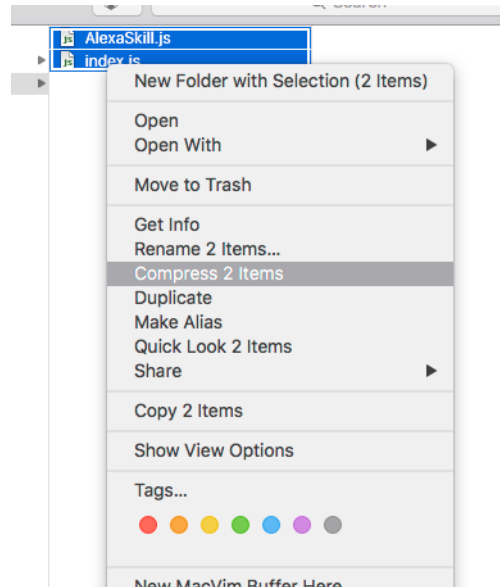 Search
AlexaSkill.js
index.js
New Folder with Selection (2 Items)
Open
Open With
Move to Trash
Get Info
Rename 2 Items...
Compress 2 Items
Duplicate
Make Alias
Quick Look 2 Items
Share
Copy 2 Items
Show View Options
Tags...
New MacVim Buffer Here